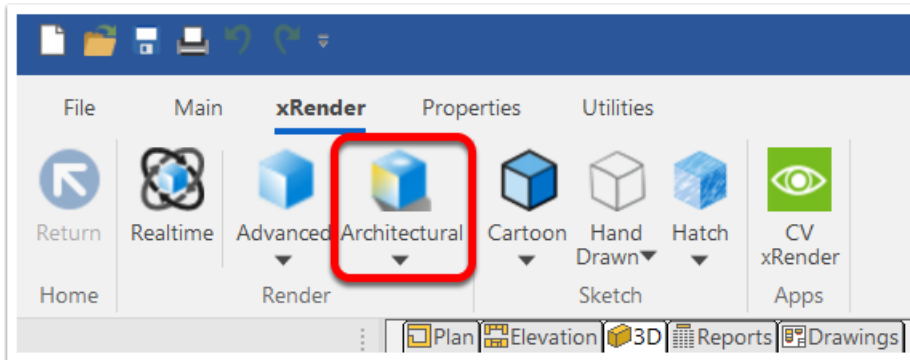 File Main xRender Properties Utilities
Return Realtime Advanced Architectural Cartoon Hand Drawn Hatch CV xRender
Home Render Sketch Apps
Plan Elevation 3D Reports Drawings